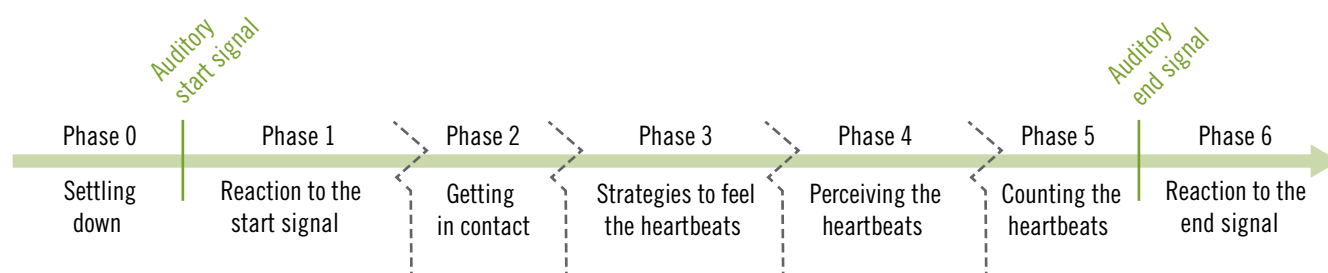 Auditory
start signal
Auditory
end signal
Phase 0
Phase 1
Phase 2
Phase 3
Phase 4
Phase 5
Phase 6
Settling
down
Reaction to the
start signal
Getting
in contact
Strategies to feel
the heartbeats
Perceiving the
heartbeats
Counting the
heartbeats
Reaction to the
end signal